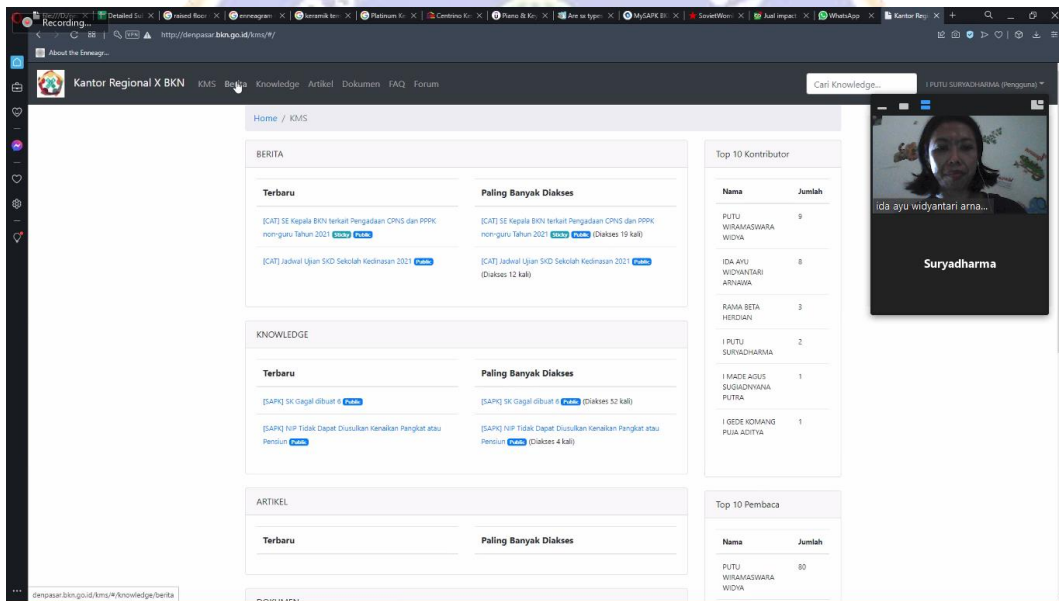 Recording...
Detailed Su
raised floor
enneagram
keramik ter
Platinum Kr
Centrino Ke
Piano & Key
Are sx typer
MySAPK BK
SovietWom
Jual impact
WhatsApp
Kantor Regi
VPN
http://denpasar.bkn.go.id/kms/#/
About the Enneagr...
Kantor Regional X BKN
KMS Berita Knowledge Artikel Dokumen FAQ Forum
Cari Knowledge...
I PUTU SURYADHARMA (Pengguna)
Home / KMS
BERITA
Terbaru
Paling Banyak Diakses
[CAT] SE Kepala BKN terkait Pengadaan CPNS dan PPPK
non-guru Tahun 2021 Sticky Public
[CAT] SE Kepala BKN terkait Pengadaan CPNS dan PPPK
non-guru Tahun 2021 Sticky Public (Diakses 19 kali)
[CAT] Jadwal Ujian SKD Sekolah Kedinasan 2021 Public
[CAT] Jadwal Ujian SKD Sekolah Kedinasan 2021 Public
(Diakses 12 kali)
KNOWLEDGE
Terbaru
Paling Banyak Diakses
[SAPK] SK Gagal dibuat 6 Public
[SAPK] SK Gagal dibuat 6 Public (Diakses 52 kali)
[SAPK] NIP Tidak Dapat Diusulkan Kenaikan Pangkat atau
Pensiun Public
[SAPK] NIP Tidak Dapat Diusulkan Kenaikan Pangkat atau
Pensiun Public (Diakses 4 kali)
ARTIKEL
Terbaru
Paling Banyak Diakses
DOKUMEN
Top 10 Kontributor
Nama Jumlah
PUTU 9
WIRAMASWARA
WIDYA
IDA AYU 8
WIDYANTARI
ARNAWA
RAMA BETA 3
HERDIAN
I PUTU 2
SURYADHARMA
I MADE AGUS 1
SUGIADNYANA
PUTRA
I GEDE KOMANG 1
PUJA ADITYA
Top 10 Pembaca
Nama Jumlah
PUTU 80
WIRAMASWARA
WIDYA
ida ayu widyantari arna...
Suryadharma
denpasar.bkn.go.id/kms/#/knowledge/berita